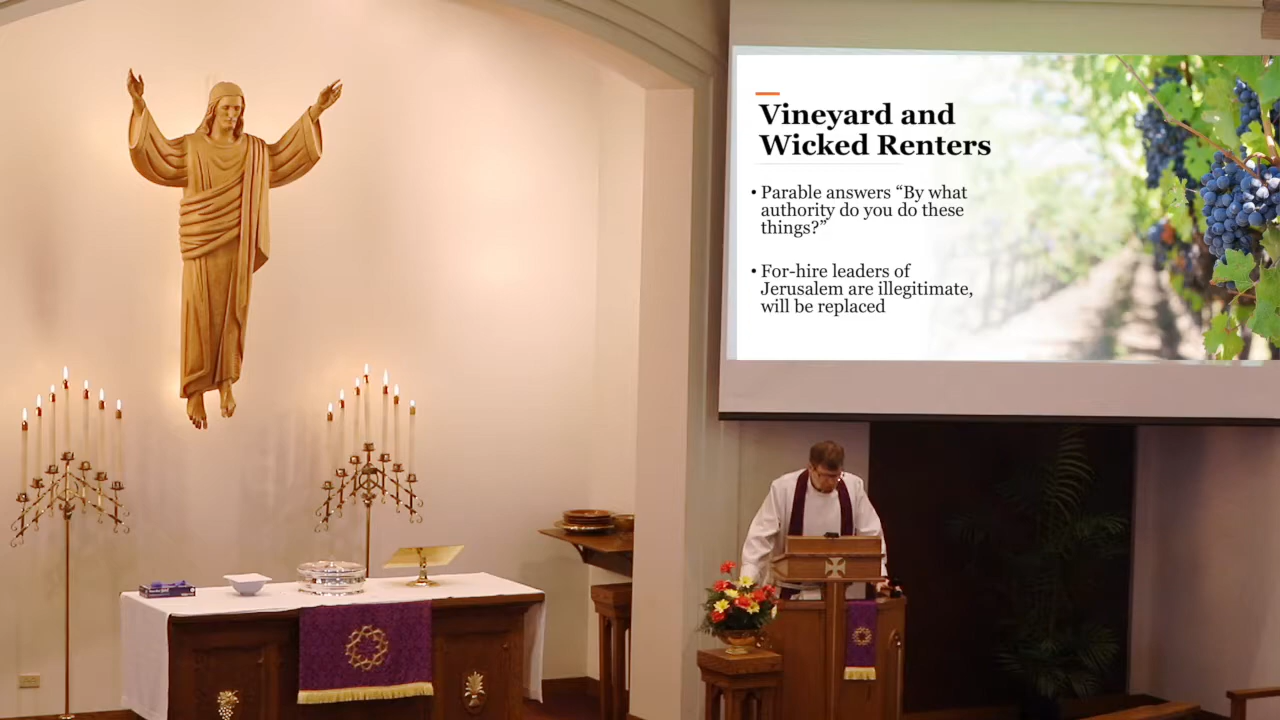 Vineyard and
Wicked Renters
• Parable answers “By what
authority do you do these
things?”
• For-hire leaders of
Jerusalem are illegitimate,
will be replaced